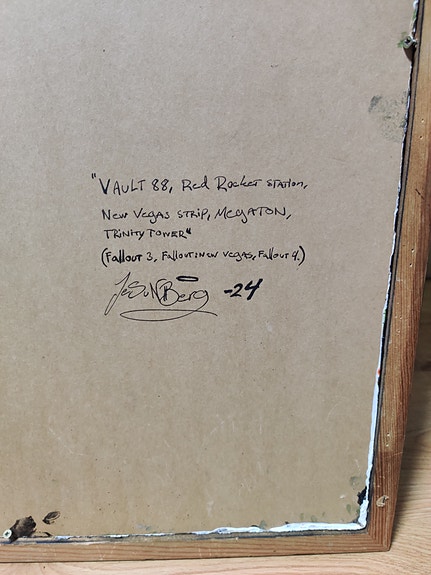 "VAULT 88, Red Rocket station,
New Vegas strip, MegATON,
TRiNiTY TOWER"
(Fallout 3, Fallout:new vegas, Fallout 4.)
-24